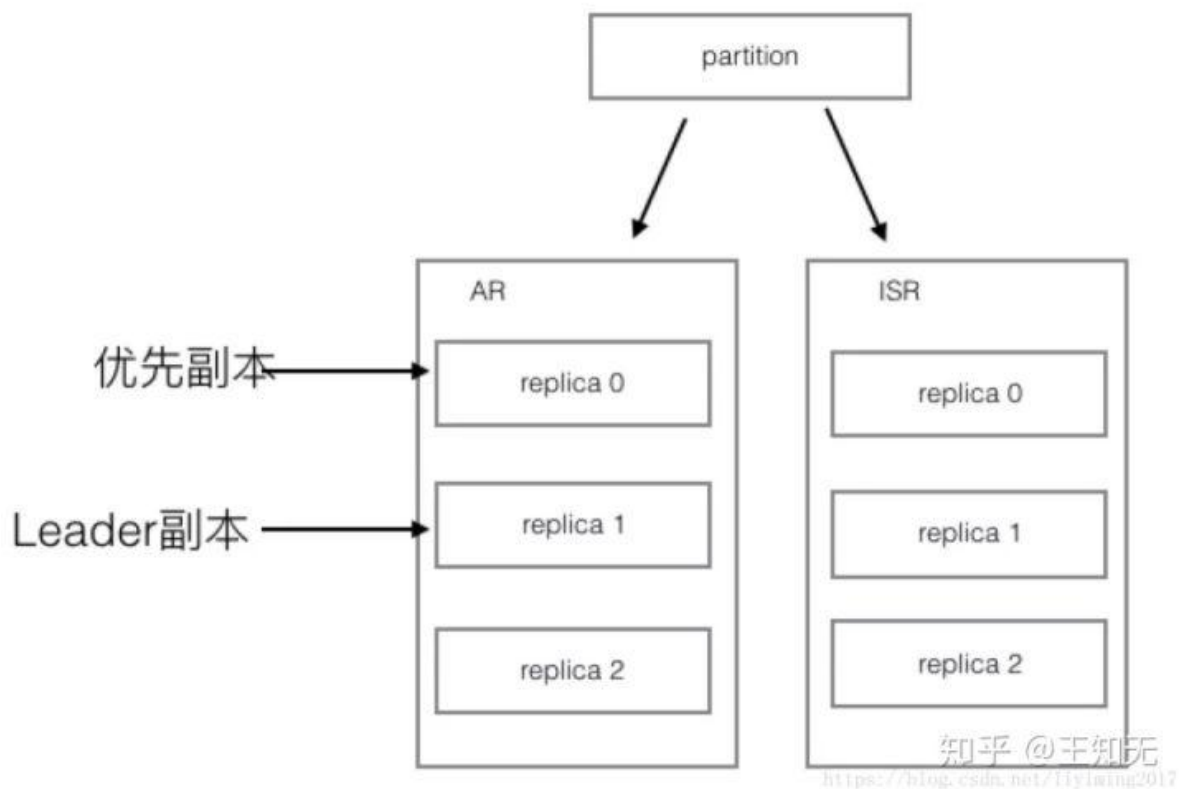 partition
AR
ISR
优先副本
replica 0
replica 0
Leader副本
replica 1
replica 1
replica 2
replica 2
知乎 @王知无
https://blog.csdn.net/liyiming2017